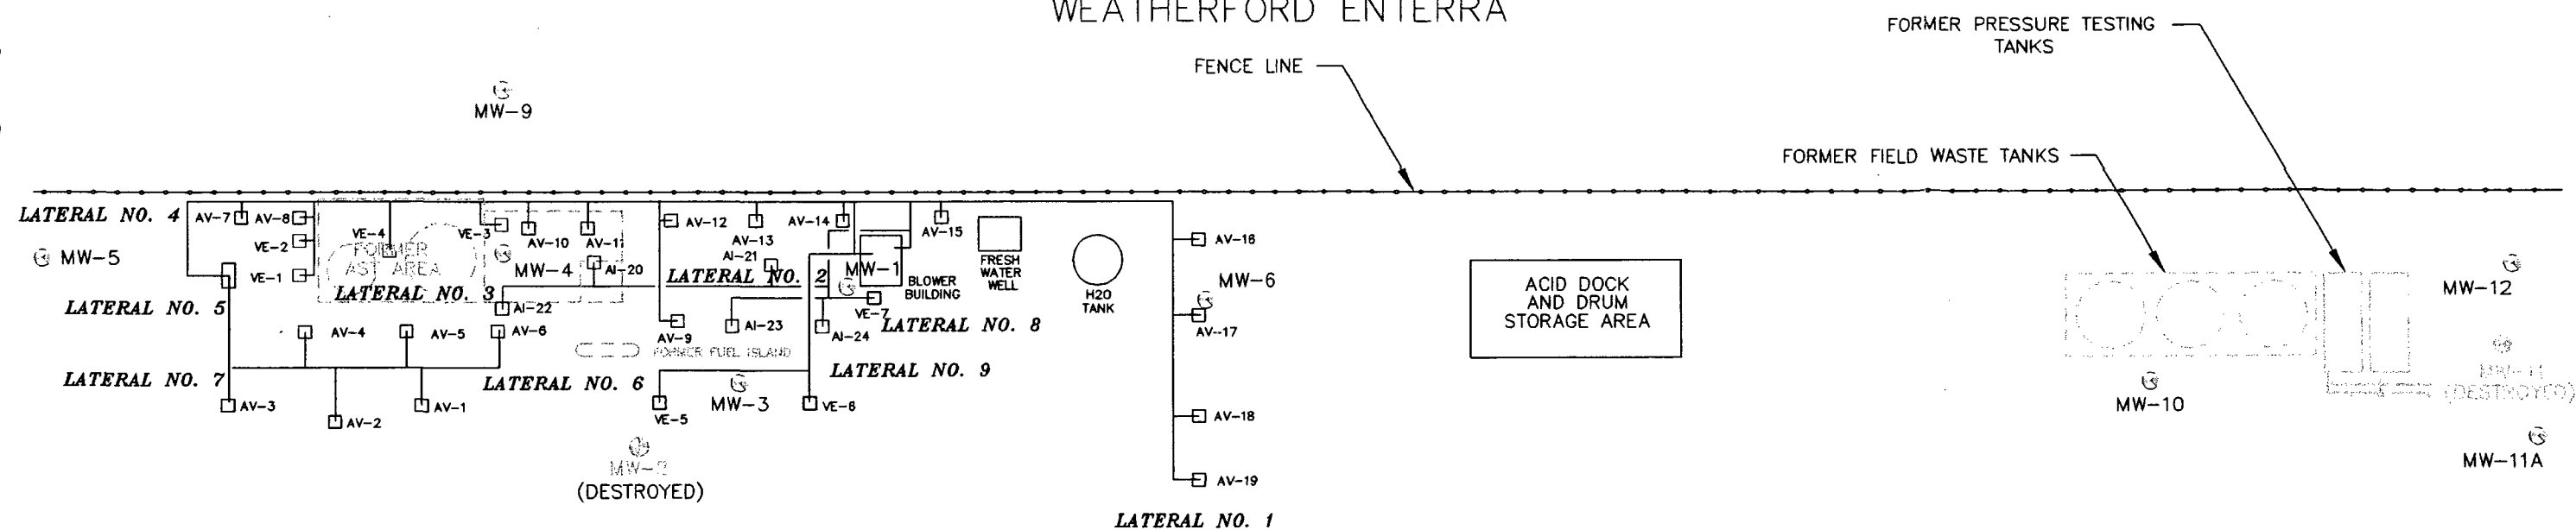 WEATHERFORD ENTERRA
FORMER PRESSURE TESTING
TANKS
FENCE LINE
MW-9
FORMER FIELD WASTE TANKS
LATERAL NO. 4
AV-7
AV-8
VE-4
VE-3
AV-10
AV-11
AV-12
AV-13
AV-14
AV-15
AV-16
MW-5
VE-2
VE-1
FORMER
AST AREA
MW-4
AI-20
AI-21
LATERAL NO. 2
MW-1
BLOWER
BUILDING
FRESH
WATER
WELL
H2O
TANK
MW-6
ACID DOCK
AND DRUM
STORAGE AREA
MW-12
LATERAL NO. 5
LATERAL NO. 3
AI-22
AV-4
AV-5
AV-6
AV-9
AI-23
AI-24
VE-7
LATERAL NO. 8
AV-17
FORMER FUEL ISLAND
LATERAL NO. 7
LATERAL NO. 6
LATERAL NO. 9
MW-11
(DESTROYED)
AV-3
AV-2
AV-1
VE-5
MW-3
VE-6
AV-18
MW-10
MW-2
(DESTROYED)
AV-19
MW-11A
LATERAL NO. 1